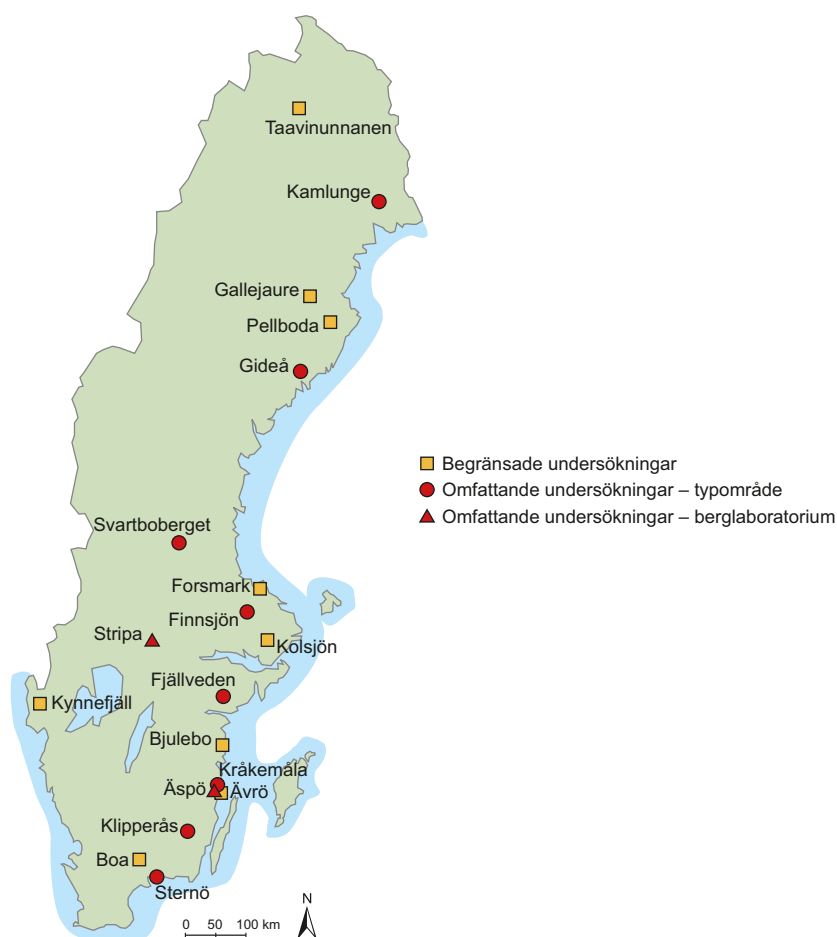 Taavinunnanen
Kamlunge
Gallejaure
Pellboda
Gideå
Begränsade undersökningar
Omfattande undersökningar – typområde
Omfattande undersökningar – berglaboratorium
Svartboberget
Forsmark
Finnsjön
Stripa
Kolsjön
Fjällveden
Kynnefjäll
Bjulebo
Kråkemåla
Äspö
Ävrö
Klipperås
Boa
Sternö
N
0 50 100 km